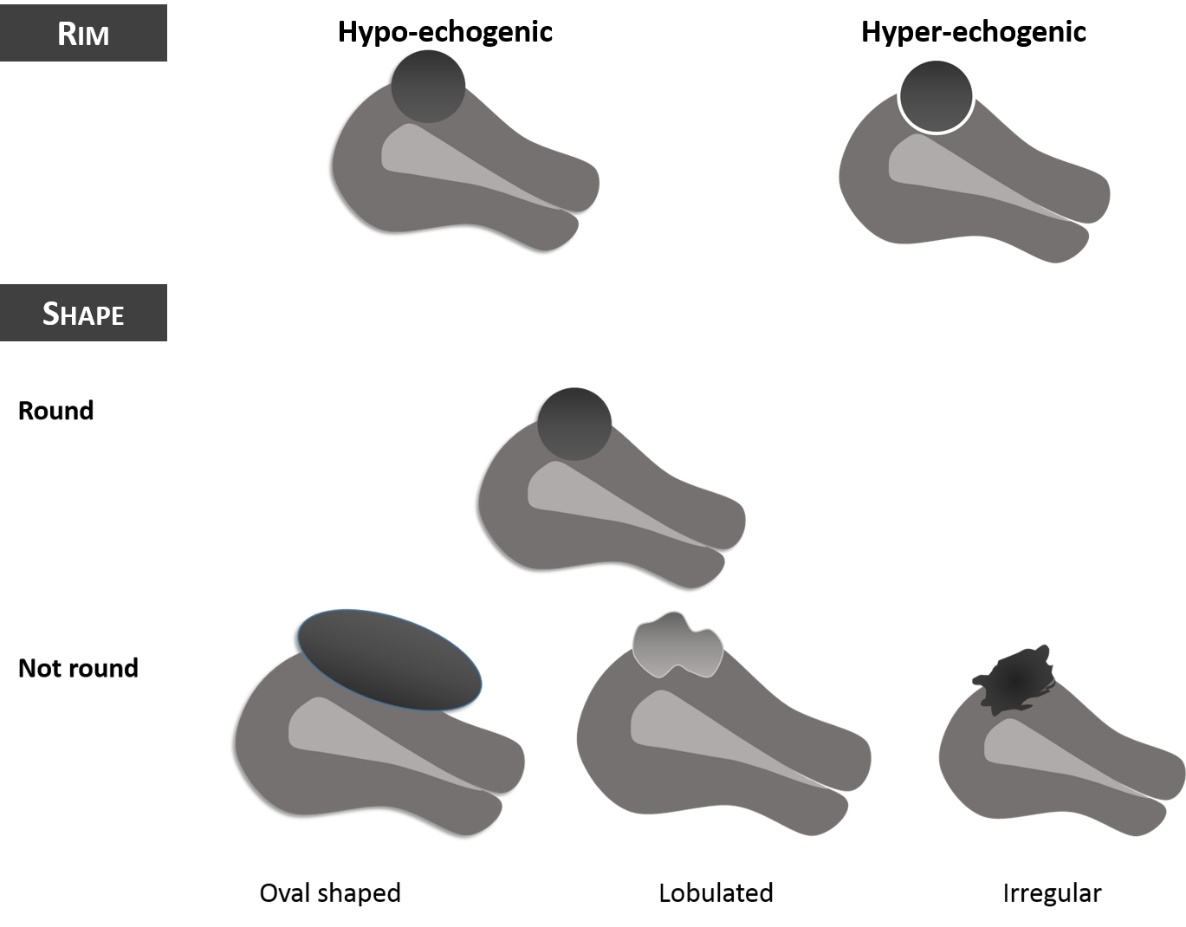 RIM
Hypo-echogenic
Hyper-echogenic
SHAPE
Round
Not round
Oval shaped
Lobulated
Irregular